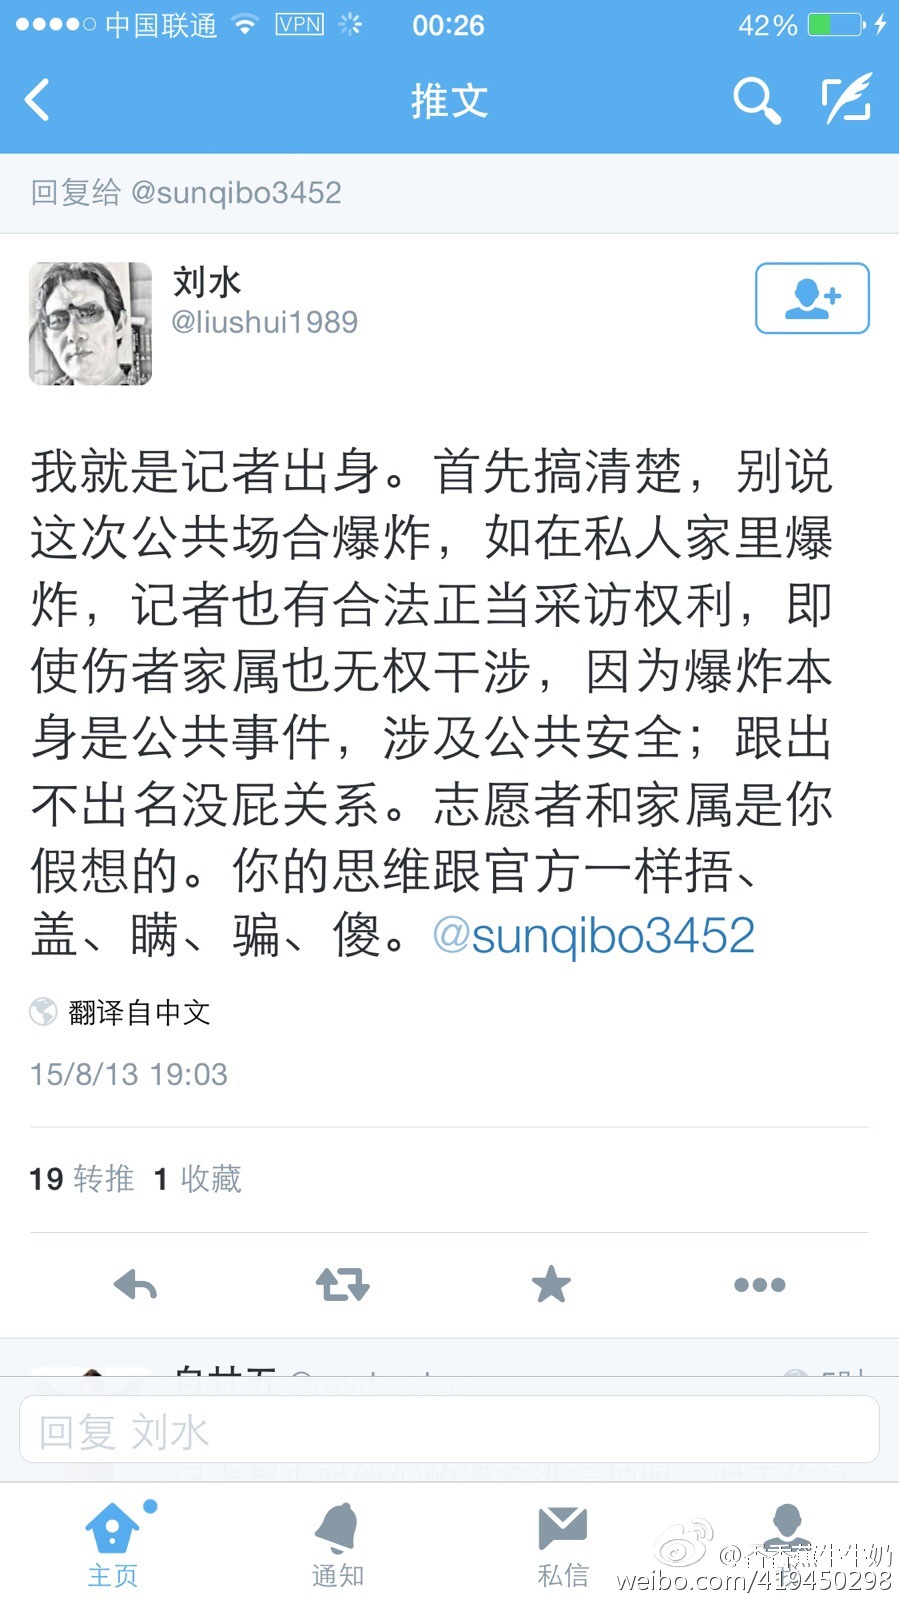 中国联通 VPN 00:26 42%
推文
回复给 @sunqibo3452
刘水
@liushui1989
我就是记者出身。首先搞清楚，别说
这次公共场合爆炸，如在私人家里爆
炸，记者也有合法正当采访权利，即
使伤者家属也无权干涉，因为爆炸本
身是公共事件，涉及公共安全；跟出
不出名没屁关系。志愿者和家属是你
假想的。你的思维跟官方一样捂、
盖、瞒、骗、傻。@sunqibo3452
翻译自中文
15/8/13 19:03
19 转推 1 收藏
回复 刘水
主页 通知 私信 我
@香香蕉牛牛奶
weibo.com/419450298